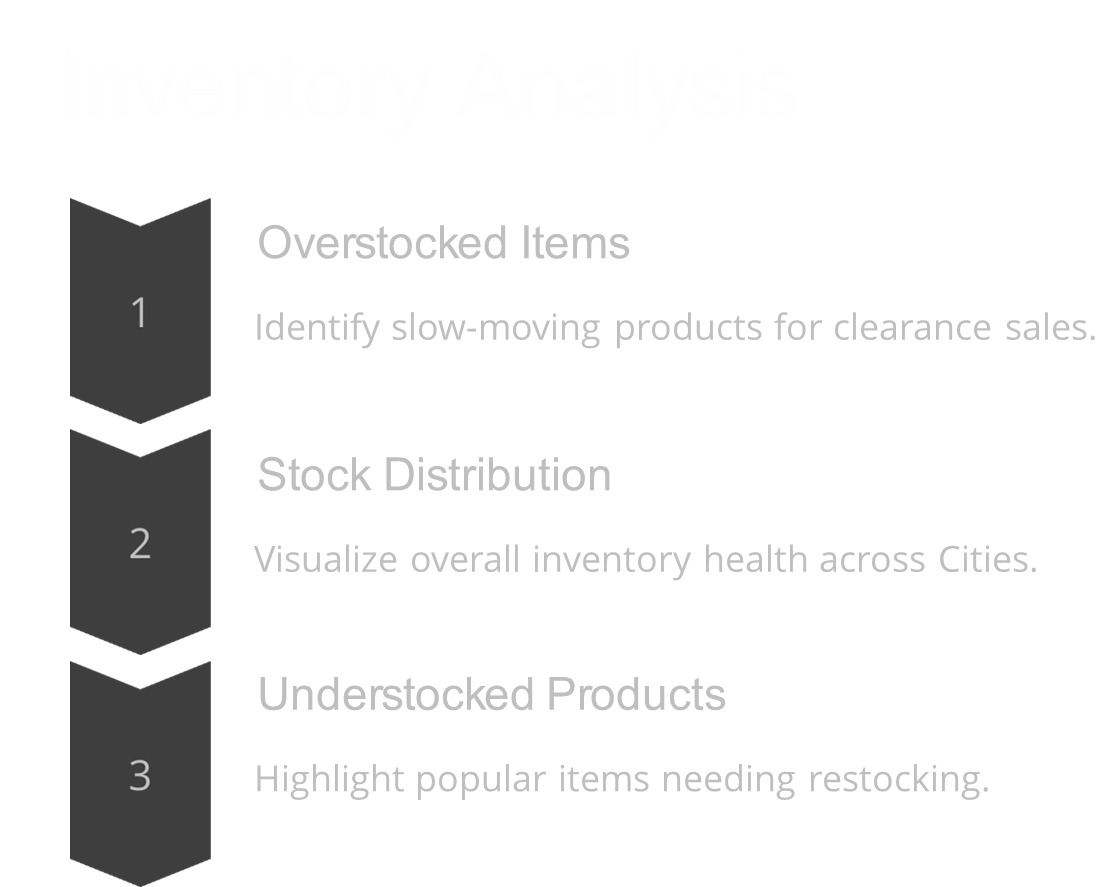 Inventory Analysis
1
Overstocked Items
Identify slow-moving products for clearance sales.
2
Stock Distribution
Visualize overall inventory health across Cities.
3
Understocked Products
Highlight popular items needing restocking.